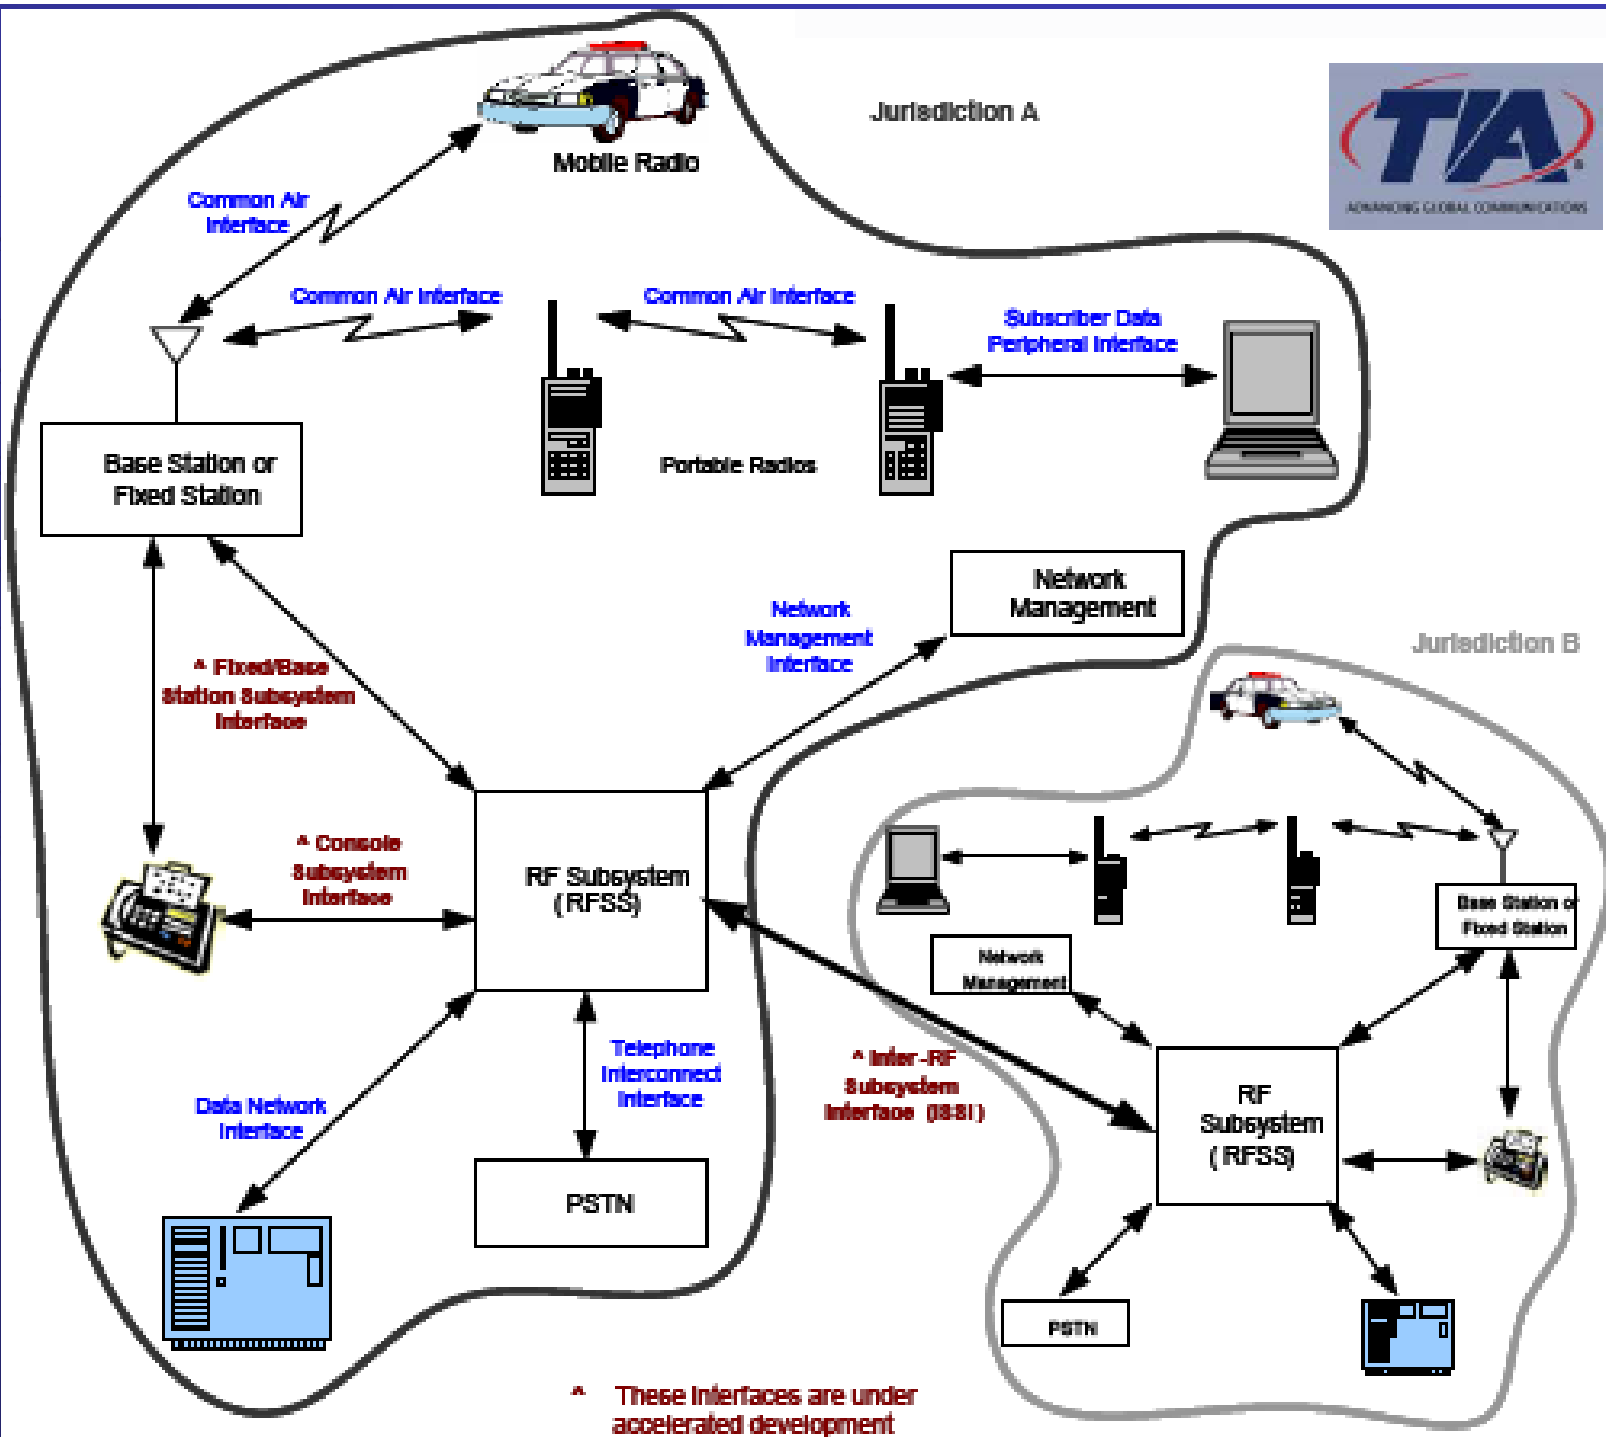 Jurisdiction A
TIA
ADVANCING GLOBAL COMMUNICATIONS
Mobile Radio
Common Air
Interface
Common Air Interface
Common Air Interface
Subscriber Data
Peripheral Interface
Base Station or
Fixed Station
Portable Radios
Network
Management
Network
Management
Interface
Jurisdiction B
^ Fixed/Base
Station Subsystem
Interface
^ Console
Subsystem
Interface
RF Subsystem
(RFSS)
Base Station or
Fixed Station
Network
Management
Telephone
Interconnect
Interface
^ Inter-RF
Subsystem
Interface (ISSI)
RF
Subsystem
(RFSS)
Data Network
Interface
PSTN
PSTN
^ These Interfaces are under
accelerated development